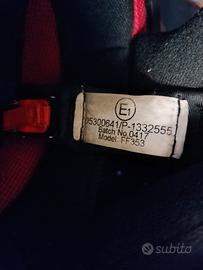 E1
05300641/P-1332555
Batch No.0417
Model: FF353
subito